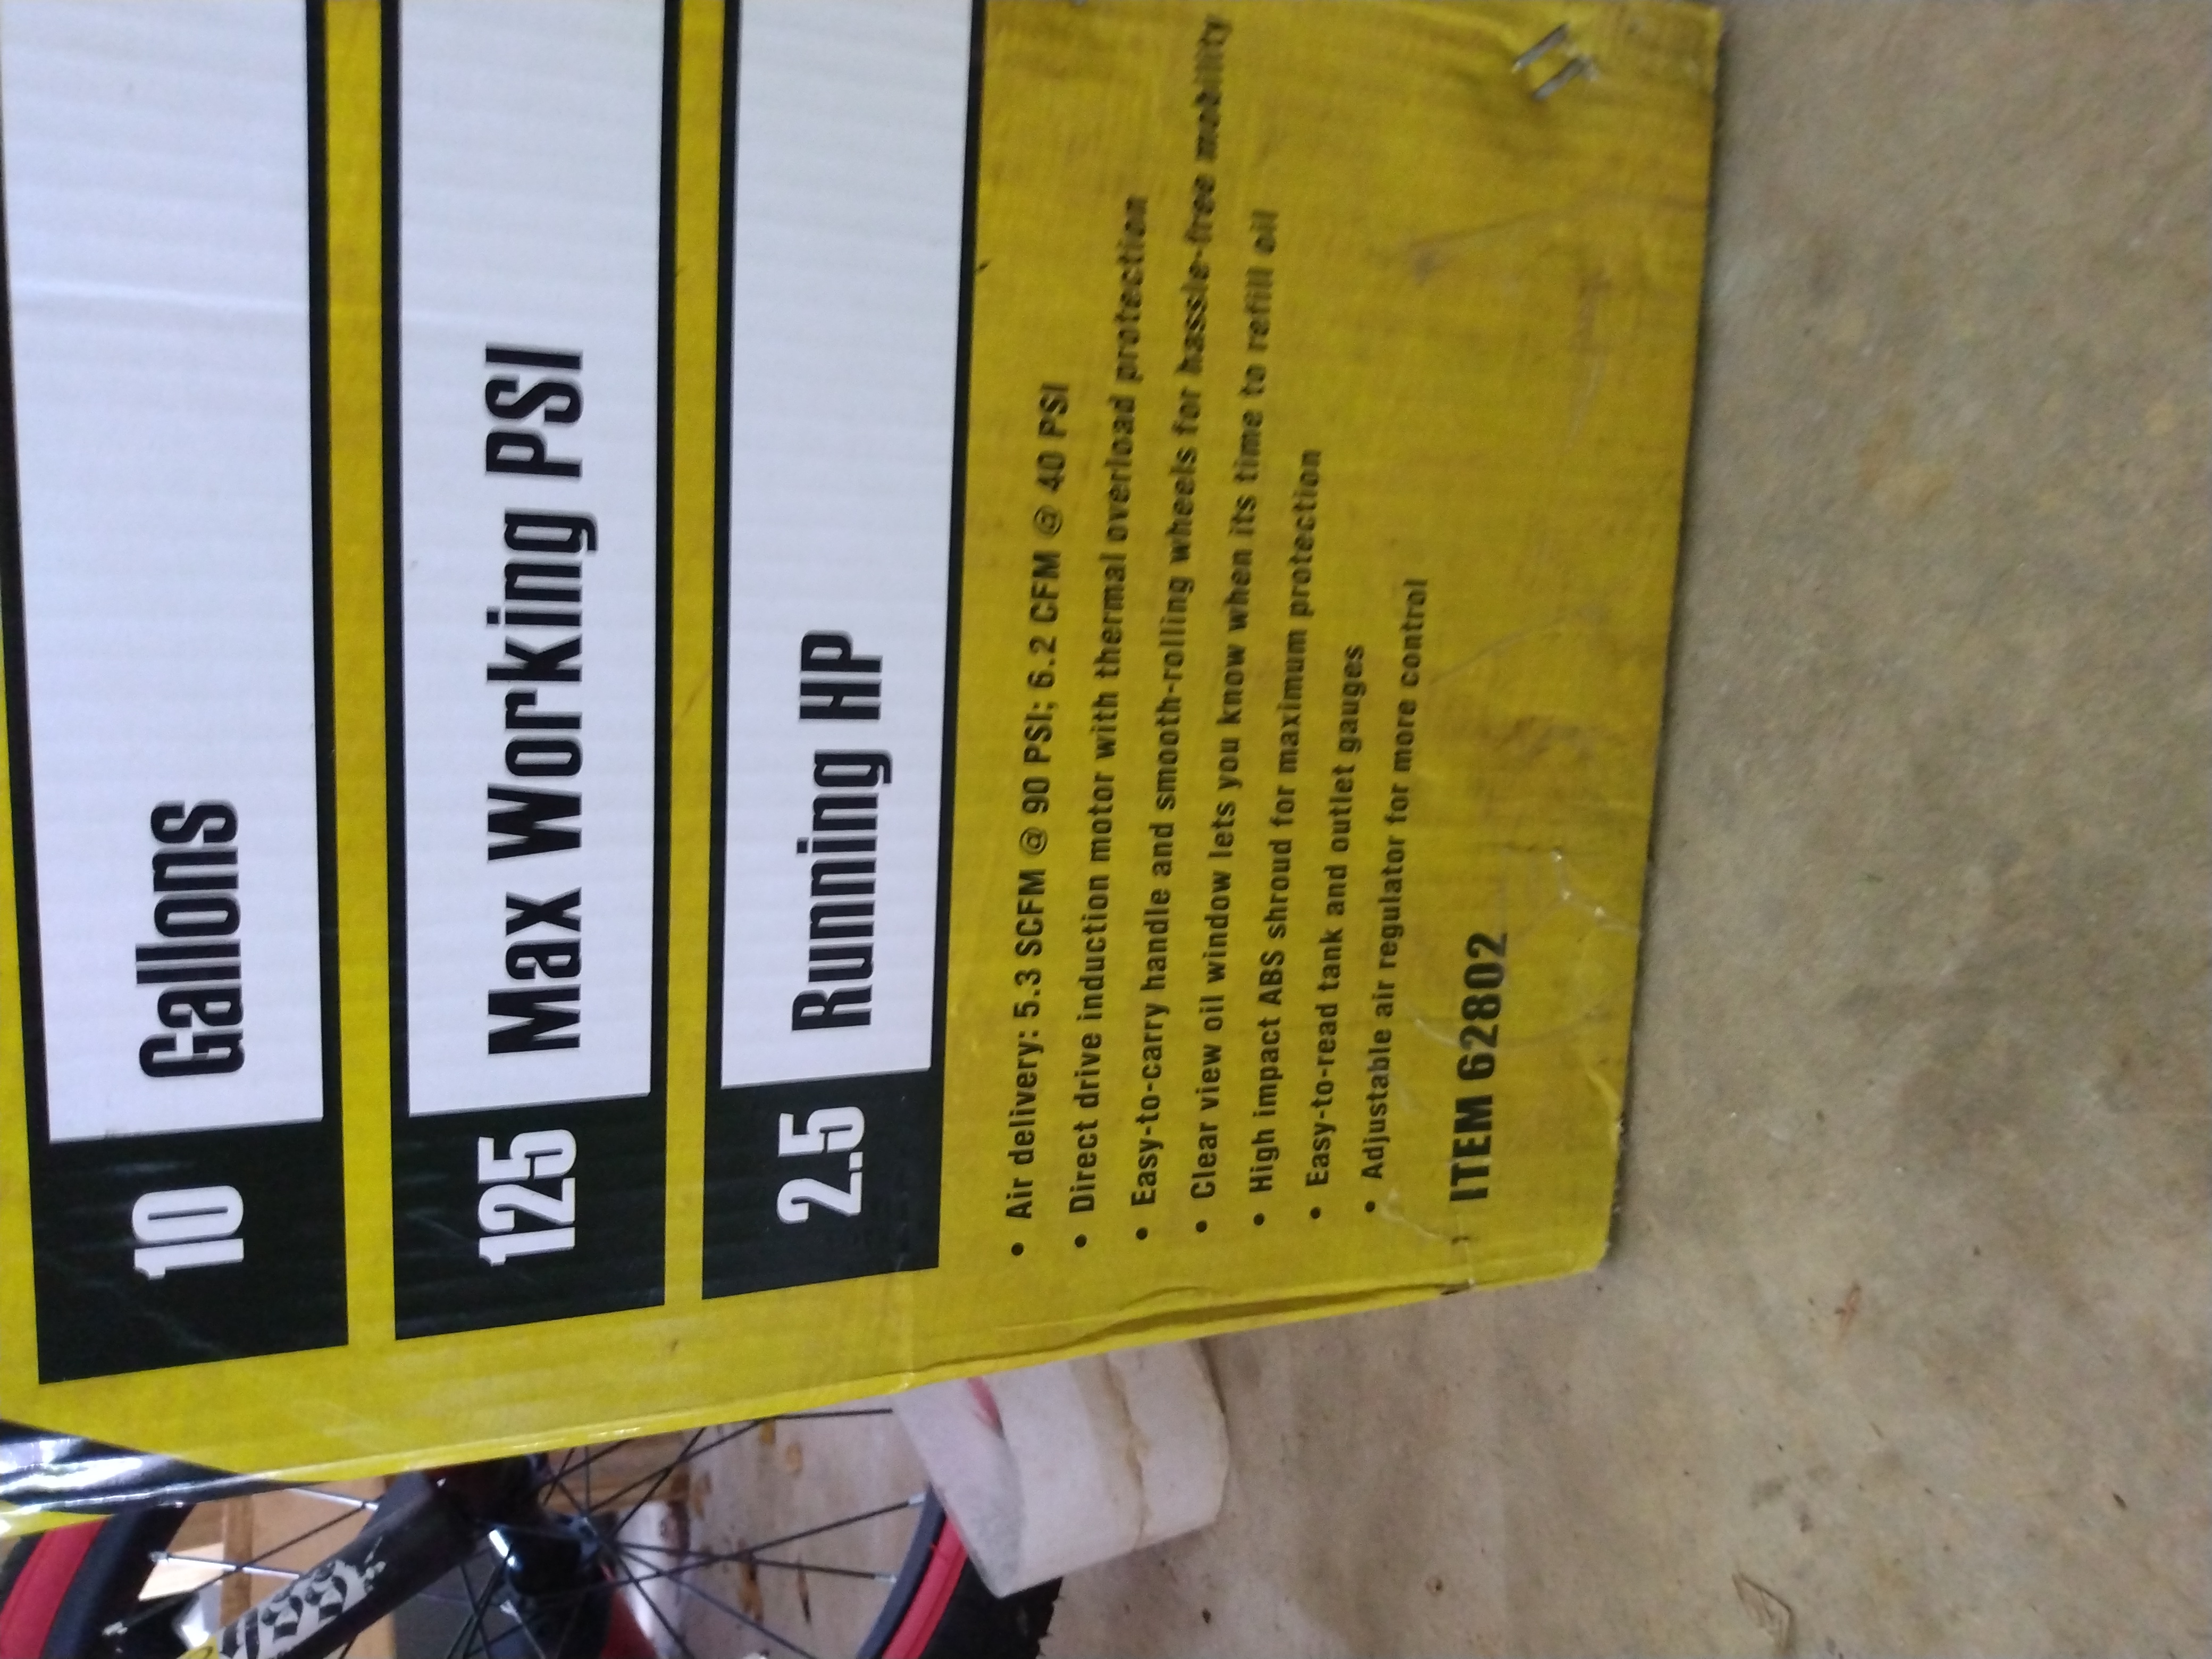 10 Gallons
125 Max Working PSI
2.5 Running HP
• Air delivery: 5.3 SCFM @ 90 PSI; 6.2 CFM @ 40 PSI
• Direct drive induction motor with thermal overload protection
• Easy-to-carry handle and smooth-rolling wheels for hassle-free mobility
• Clear view oil window lets you know when its time to refill oil
• High impact ABS shroud for maximum protection
• Easy-to-read tank and outlet gauges
• Adjustable air regulator for more control
ITEM 62802